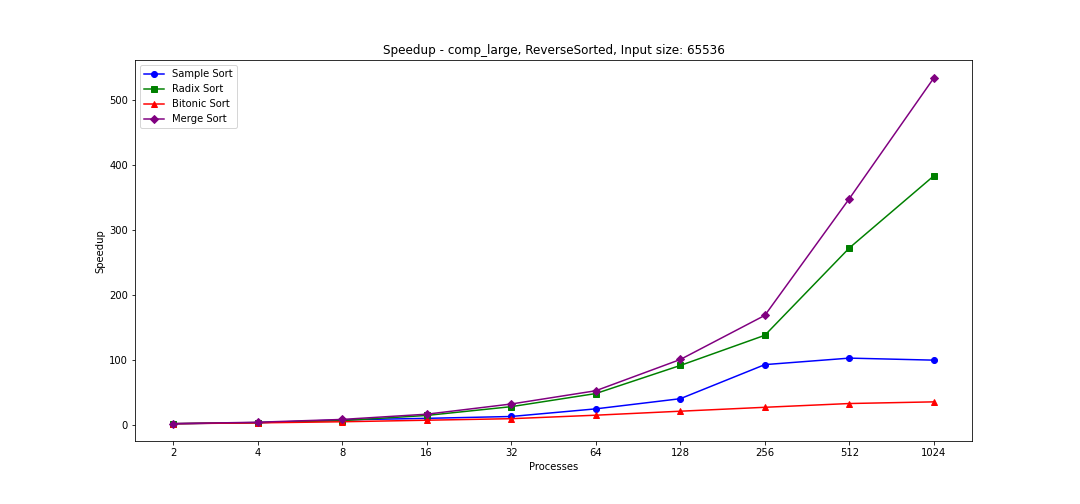 Speedup - comp_large, ReverseSorted, Input size: 65536
Sample Sort
Radix Sort
Bitonic Sort
Merge Sort
500
400
300
200
100
0
Speedup
2 4 8 16 32 64 128 256 512 1024
Processes